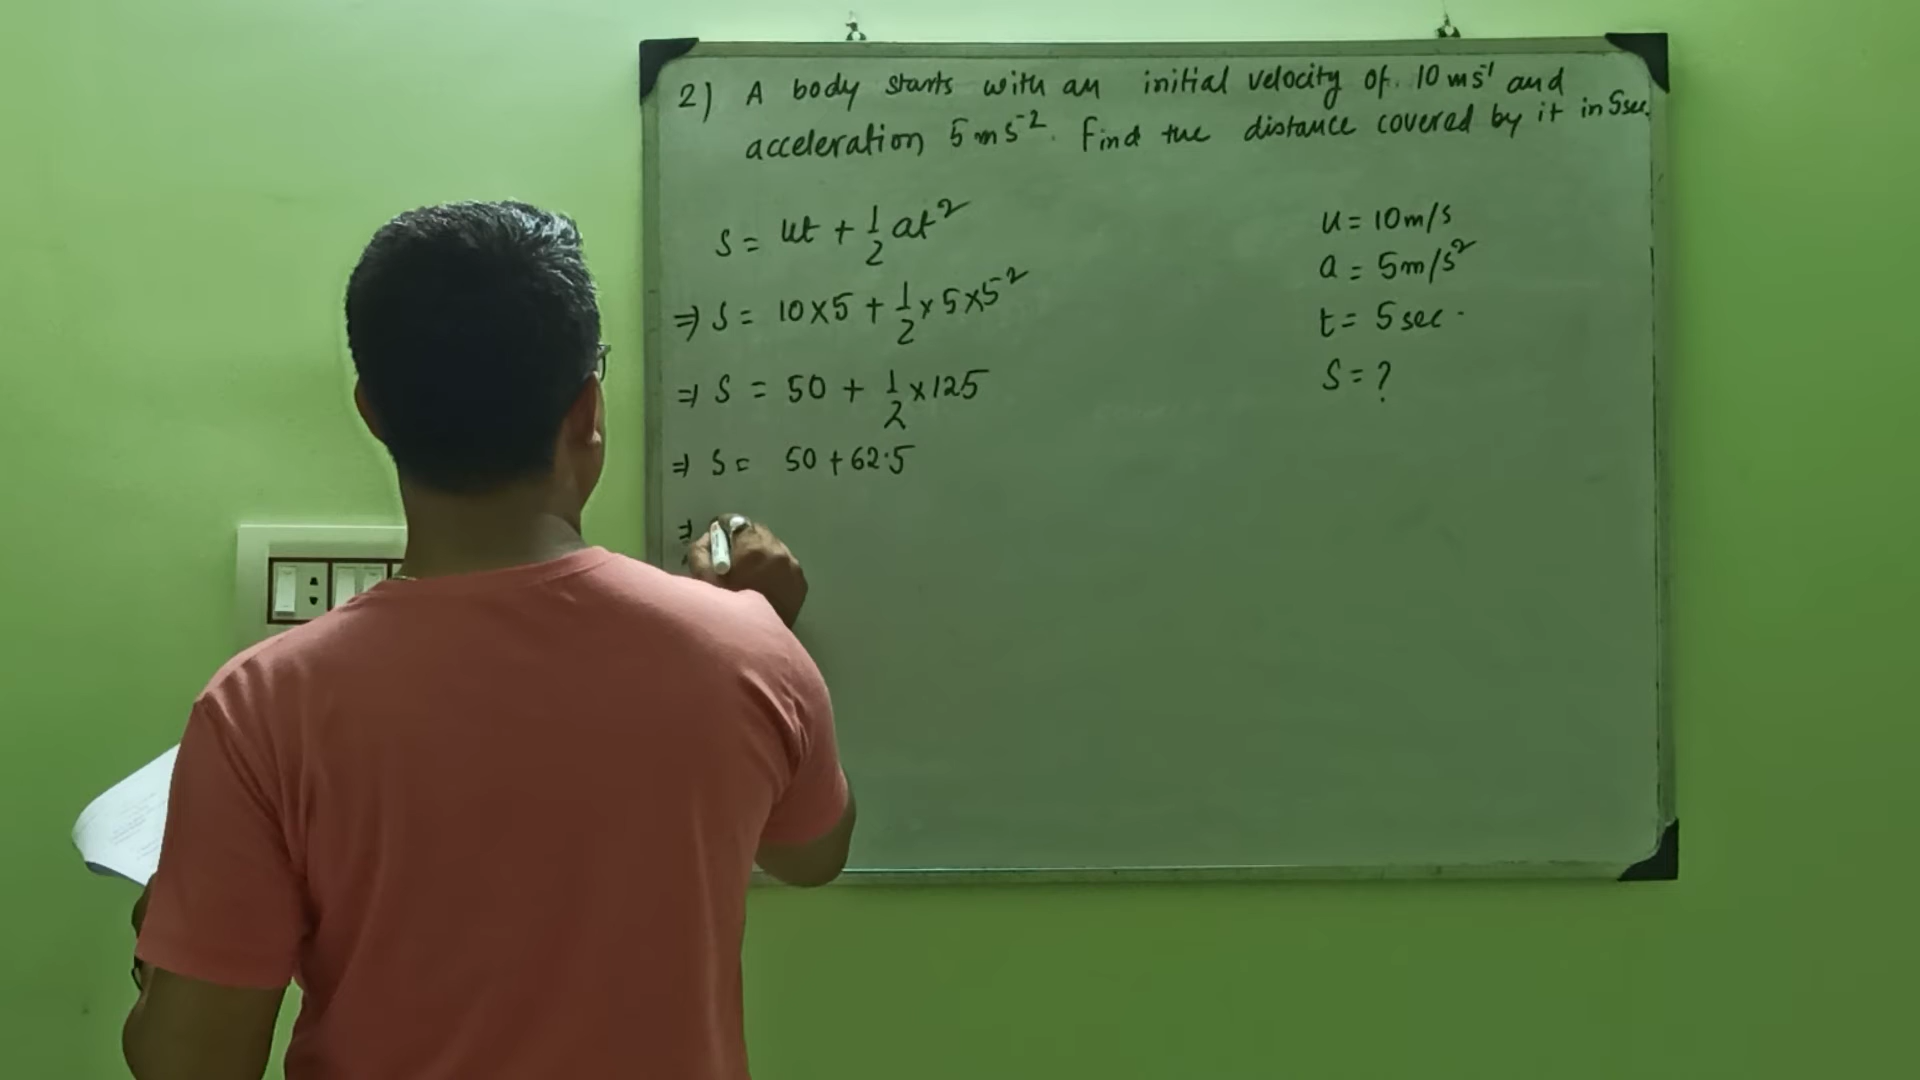 2) A body starts with an initial velocity of. 10 ms⁻¹ and
acceleration 5 ms⁻². Find the distance covered by it in 5sec.
S = ut + 1/2 at²
⇒ S = 10×5 + 1/2 × 5×5²
⇒ S = 50 + 1/2 × 125
⇒ S = 50 + 62.5
⇒
u = 10m/s
a = 5m/s²
t = 5 sec.
S = ?